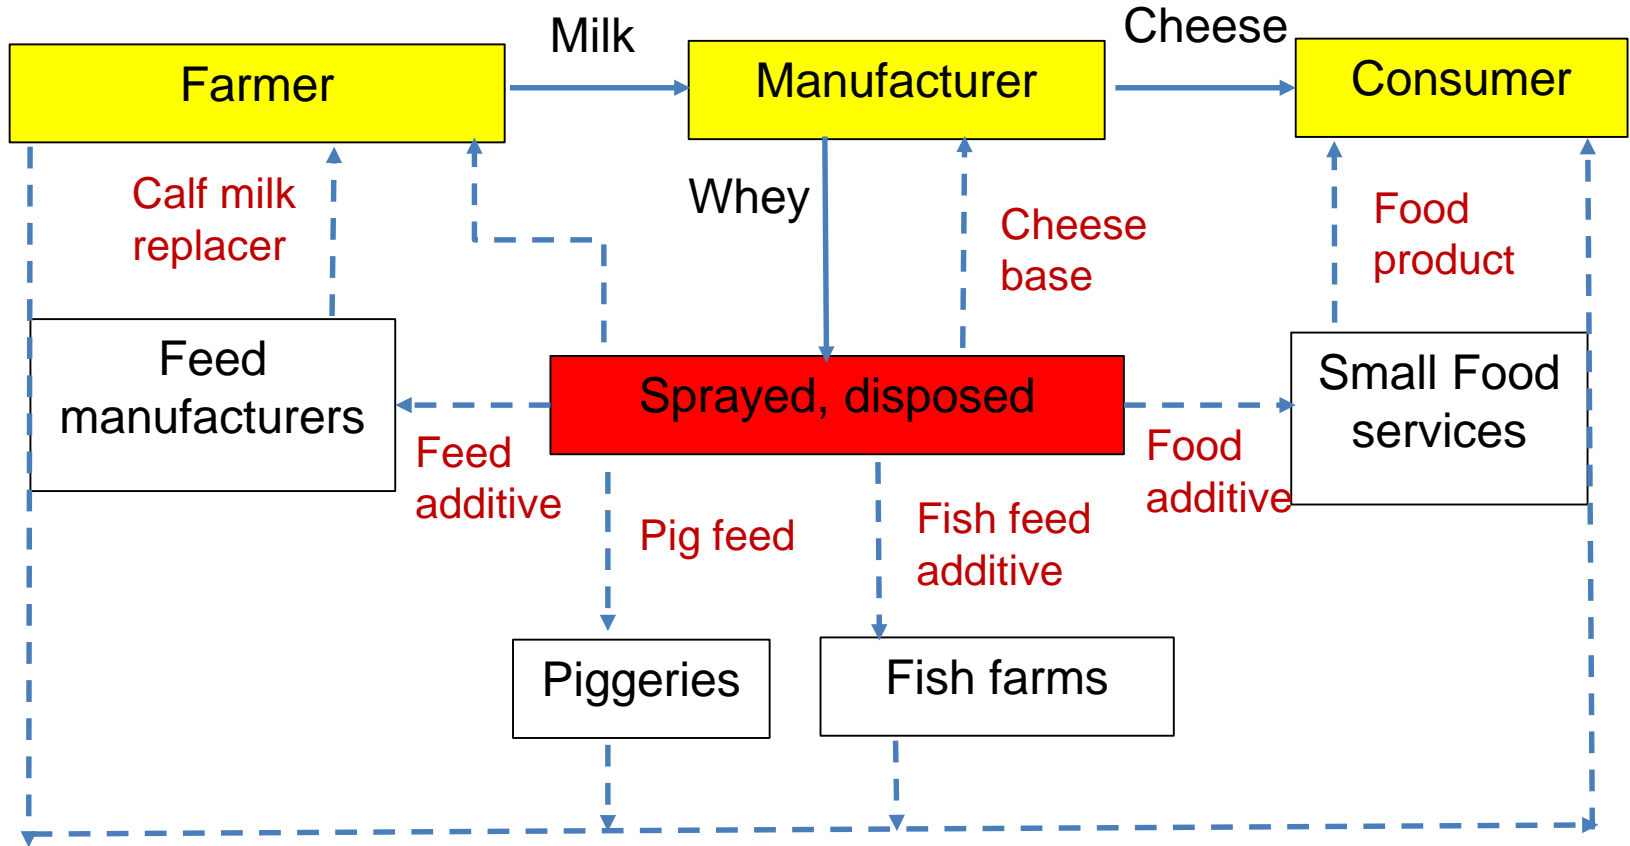 Milk
Cheese
Farmer
Manufacturer
Consumer
Calf milk
replacer
Whey
Cheese
base
Food
product
Feed
manufacturers
Sprayed, disposed
Small Food
services
Feed
additive
Food
additive
Pig feed
Fish feed
additive
Piggeries
Fish farms